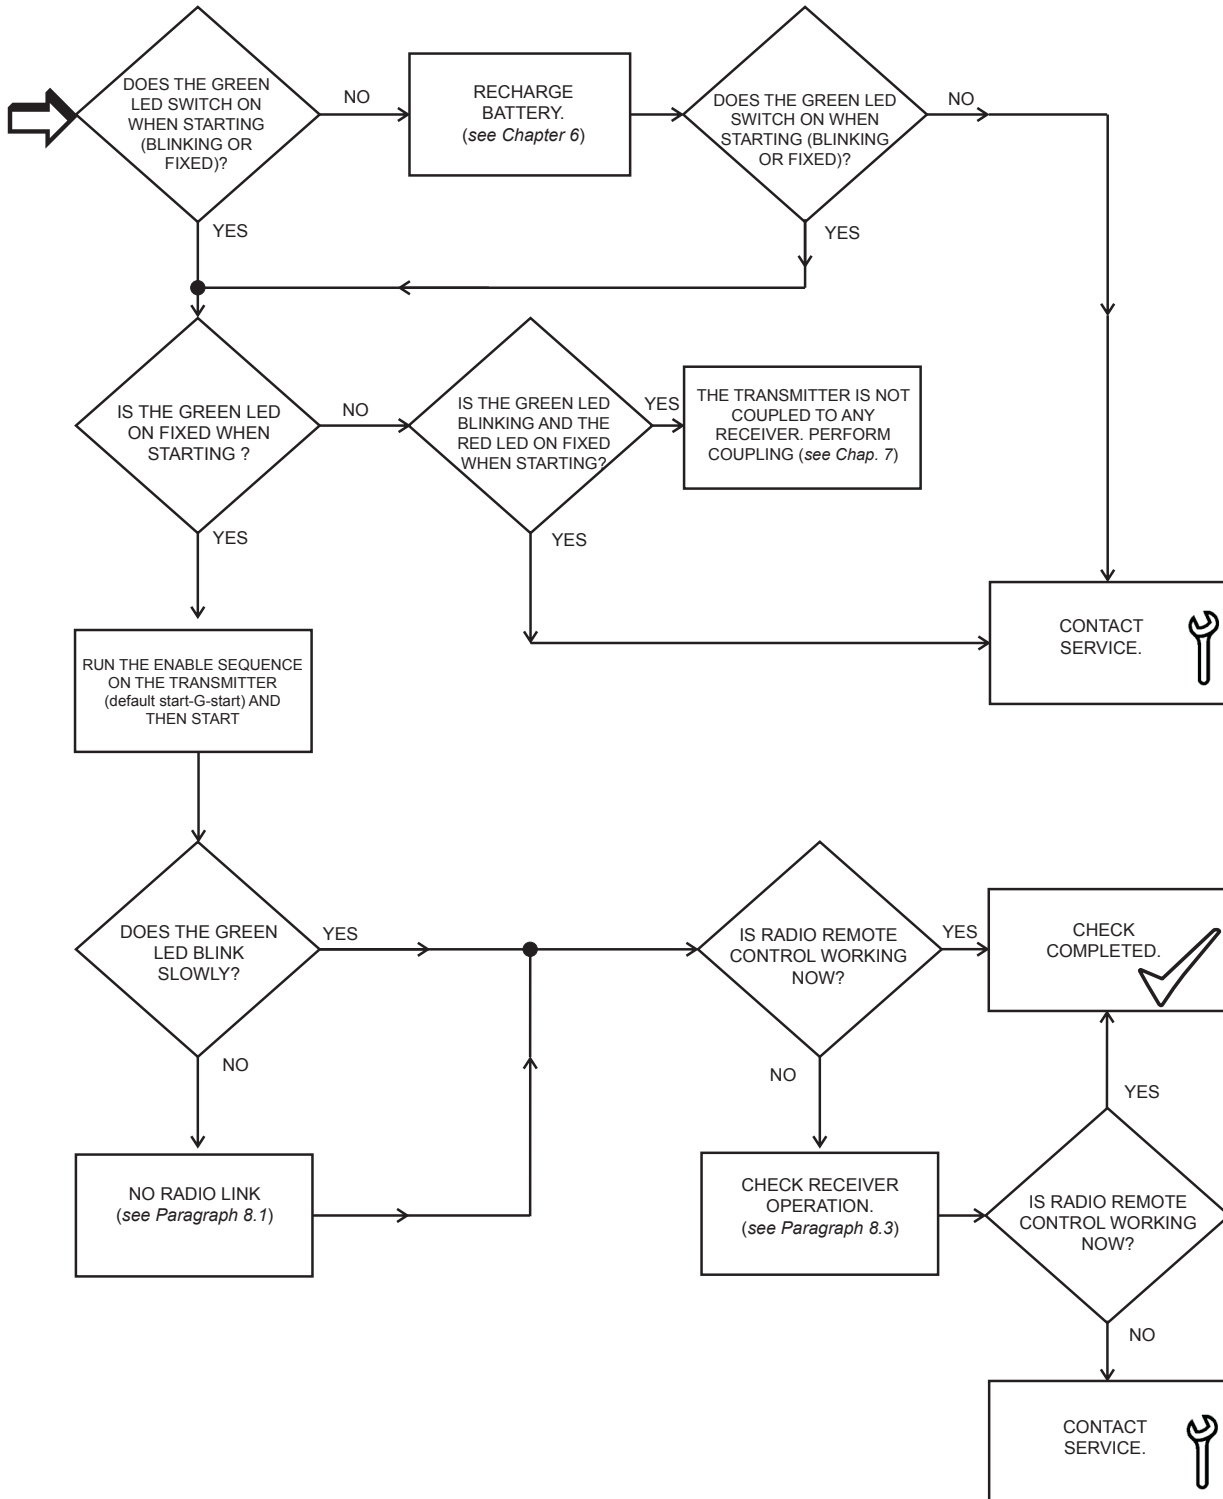 DOES THE GREEN
LED SWITCH ON
WHEN STARTING
(BLINKING OR
FIXED)?
NO
RECHARGE
BATTERY.
(see Chapter 6)
DOES THE GREEN LED
SWITCH ON WHEN
STARTING (BLINKING
OR FIXED)?
NO
YES
YES
IS THE GREEN LED
ON FIXED WHEN
STARTING ?
NO
IS THE GREEN LED
BLINKING AND THE
RED LED ON FIXED
WHEN STARTING?
YES
THE TRANSMITTER IS NOT
COUPLED TO ANY
RECEIVER. PERFORM
COUPLING (see Chap. 7)
YES
YES
CONTACT
SERVICE.
RUN THE ENABLE SEQUENCE
ON THE TRANSMITTER
(default start-G-start) AND
THEN START
DOES THE GREEN
LED BLINK
SLOWLY?
YES
IS RADIO REMOTE
CONTROL WORKING
NOW?
YES
CHECK
COMPLETED.
NO
NO
YES
NO RADIO LINK
(see Paragraph 8.1)
CHECK RECEIVER
OPERATION.
(see Paragraph 8.3)
IS RADIO REMOTE
CONTROL WORKING
NOW?
NO
CONTACT
SERVICE.